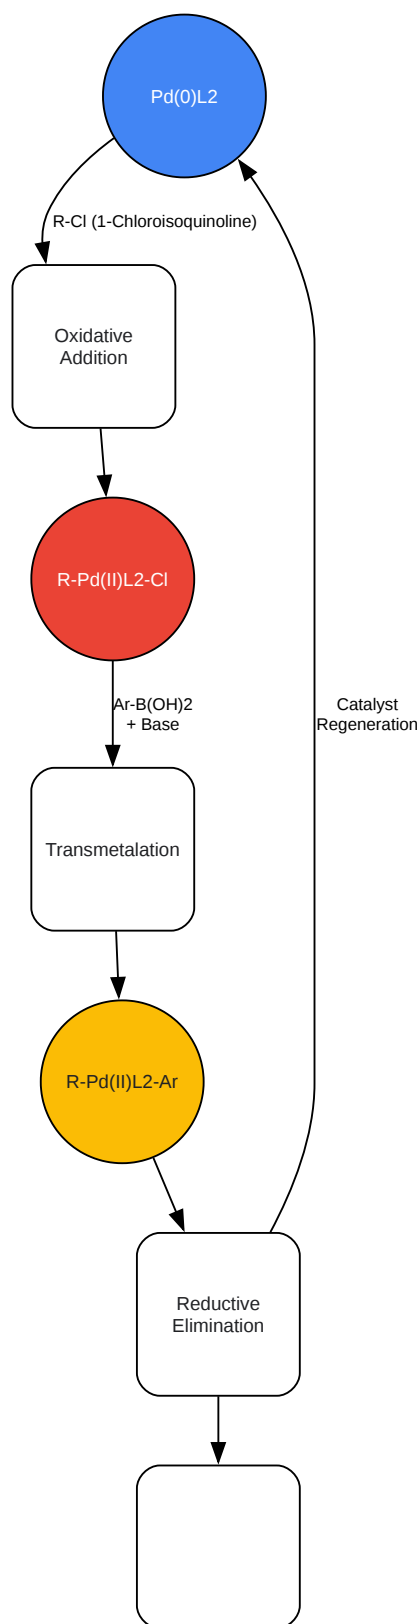 Pd(0)L2
R-Cl (1-Chloroisoquinoline)
Oxidative
Addition
R-Pd(II)L2-Cl
Ar-B(OH)2
+ Base
Catalyst
Regeneration
Transmetalation
R-Pd(II)L2-Ar
Reductive
Elimination